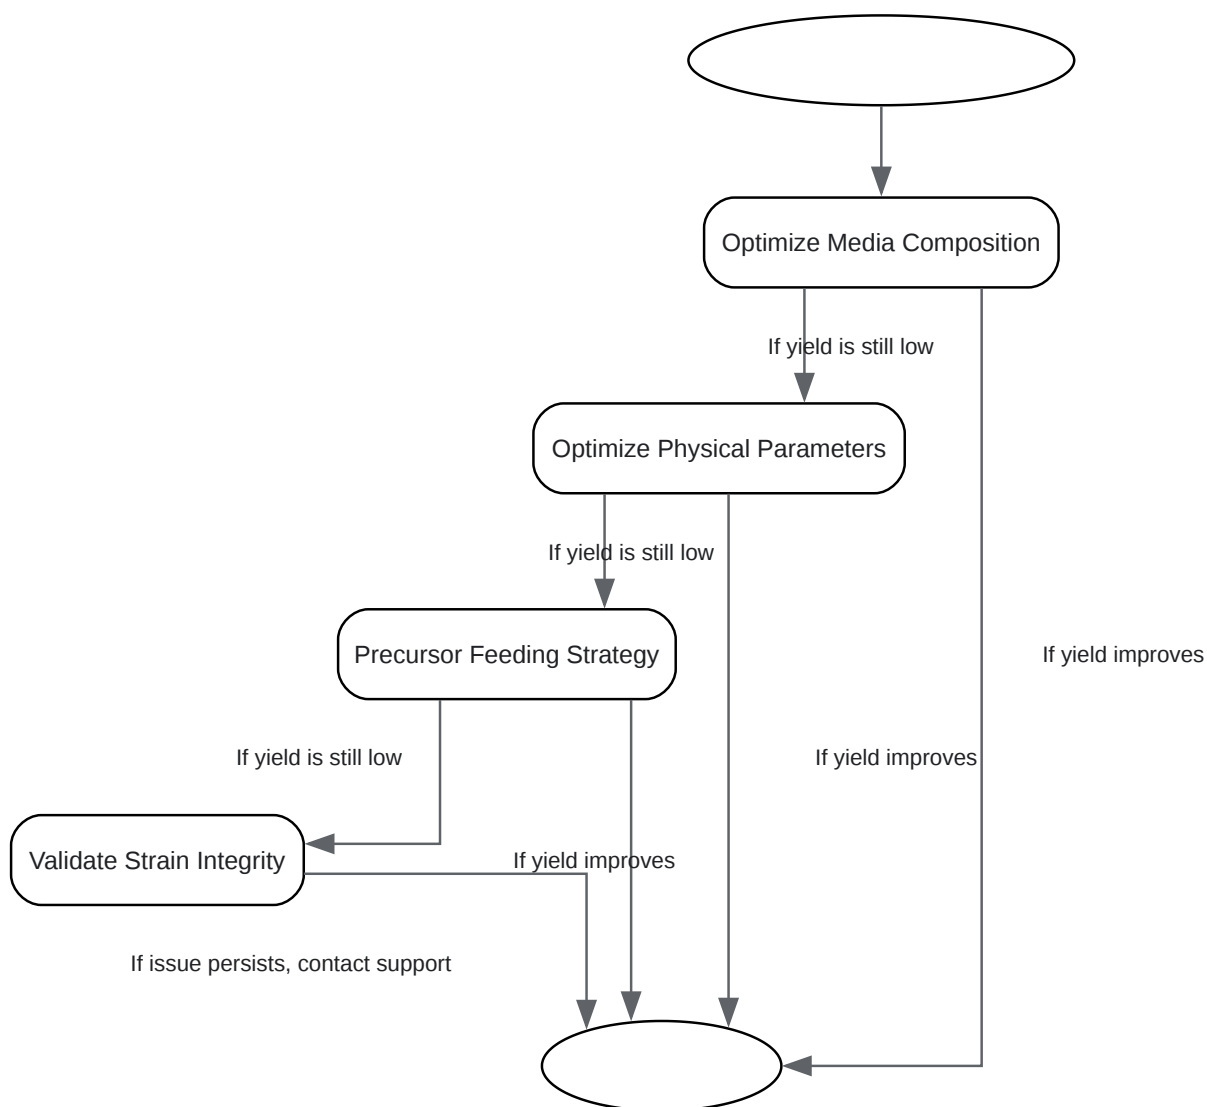 Optimize Media Composition
If yield is still low
Optimize Physical Parameters
If yield is still low
Precursor Feeding Strategy
If yield improves
If yield is still low
If yield improves
Validate Strain Integrity
If yield improves
If issue persists, contact support